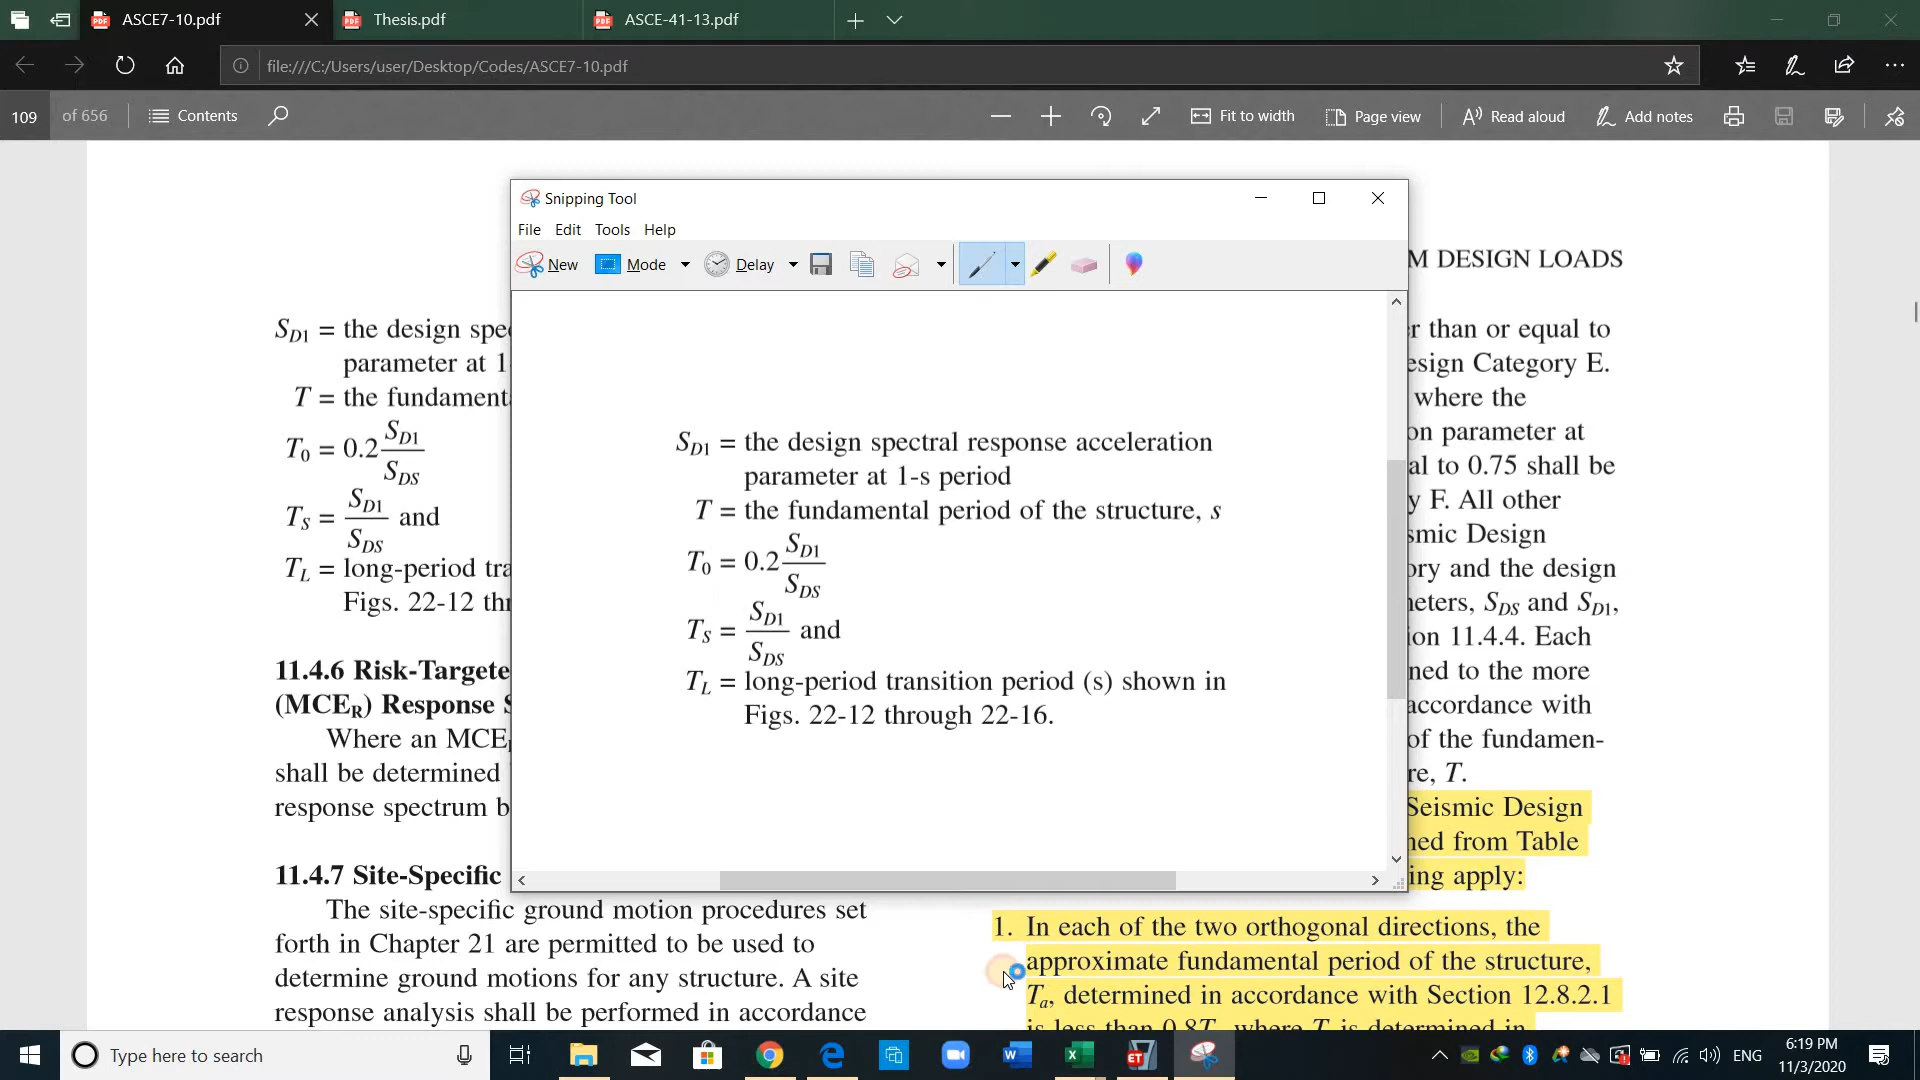 ASCE7-10.pdf
Thesis.pdf
ASCE-41-13.pdf
file:///C:/Users/user/Desktop/Codes/ASCE7-10.pdf
109 of 656
Contents
Fit to width
Page view
Read aloud
Add notes
Snipping Tool
File Edit Tools Help
New Mode Delay
S_D1 = the design spectral response acceleration
parameter at 1-s period
T = the fundamental period of the structure, s
T_0 = 0.2 S_D1/S_DS
T_S = S_D1/S_DS and
T_L = long-period transition period (s) shown in
Figs. 22-12 through 22-16.
S_D1 = the design spe
parameter at 1
T = the fundament
T_0 = 0.2 S_D1/S_DS
T_S = S_D1/S_DS and
T_L = long-period tra
Figs. 22-12 thr
11.4.6 Risk-Targete
(MCE_R) Response S
Where an MCE
shall be determined
response spectrum b
11.4.7 Site-Specific
The site-specific ground motion procedures set
forth in Chapter 21 are permitted to be used to
determine ground motions for any structure. A site
response analysis shall be performed in accordance
M DESIGN LOADS
r than or equal to
esign Category E.
where the
on parameter at
al to 0.75 shall be
y F. All other
smic Design
ory and the design
neters, S_DS and S_D1,
ion 11.4.4. Each
ned to the more
accordance with
of the fundamen-
re, T.
Seismic Design
ned from Table
ing apply:
1. In each of the two orthogonal directions, the
approximate fundamental period of the structure,
T_a, determined in accordance with Section 12.8.2.1
is less than 0.8T , where T is determined in
Type here to search
ENG
6:19 PM
11/3/2020